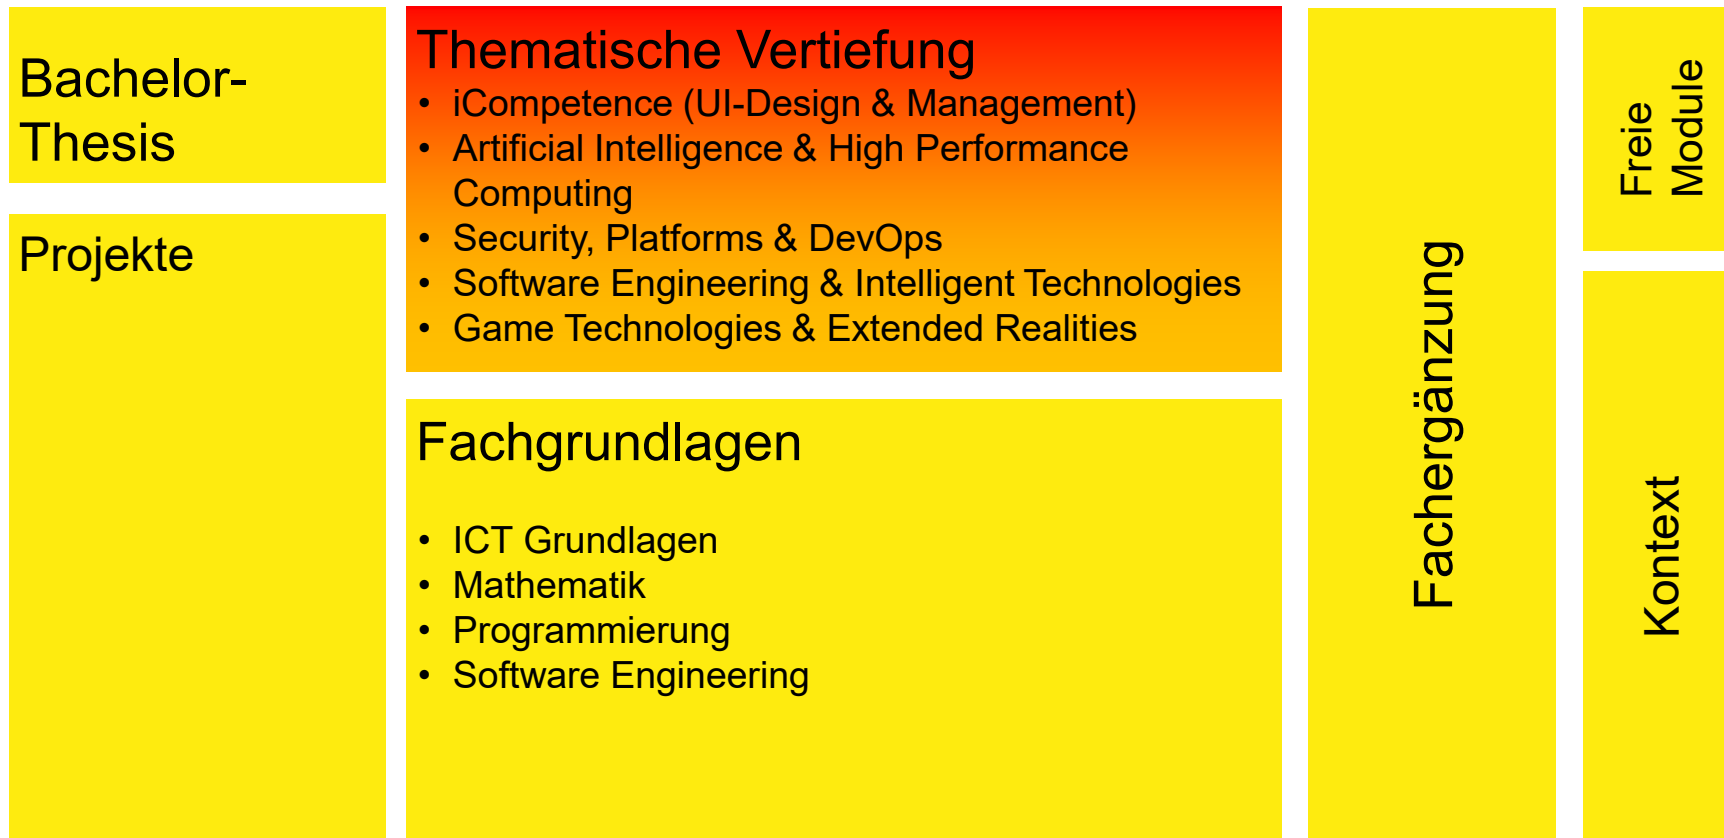 Bachelor-
Thesis
Projekte
Thematische Vertiefung
• iCompetence (UI-Design & Management)
• Artificial Intelligence & High Performance
Computing
• Security, Platforms & DevOps
• Software Engineering & Intelligent Technologies
• Game Technologies & Extended Realities
Fachgrundlagen
• ICT Grundlagen
• Mathematik
• Programmierung
• Software Engineering
Fachergänzung
Freie
Module
Kontext